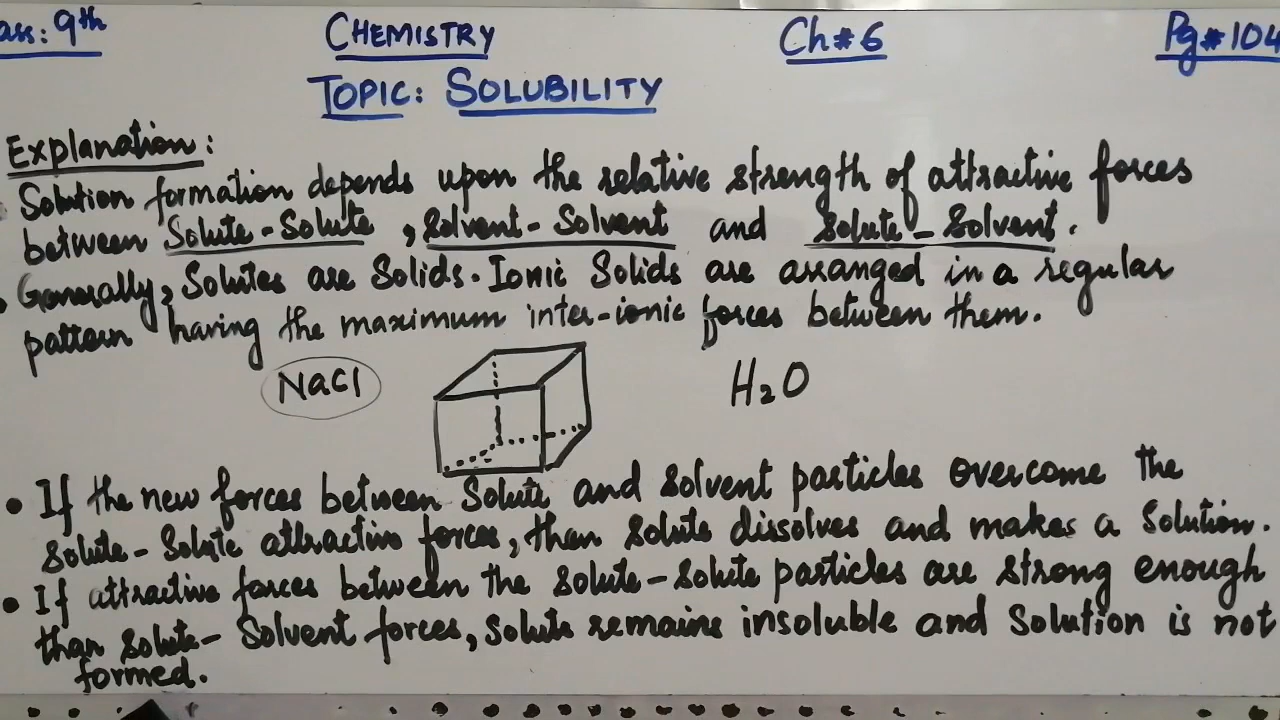 ass: 9th CHEMISTRY Ch#6 Pg#104
TOPIC: SOLUBILITY
Explanation:
Solution formation depends upon the relative strength of attractive forces
between Solute-Solute, Solvent-Solvent and Solute-Solvent.
• Generally, Solutes are Solids. Ionic Solids are arranged in a regular
pattern having the maximum inter-ionic forces between them.
NaCl H₂O
• If the new forces between Solute and solvent particles overcome the
solute-Solute attractive forces, then solute dissolves and makes a Solution.
• If attractive forces between the solute-solute particles are strong enough
than solute-Solvent forces, solute remains insoluble and solution is not
formed.